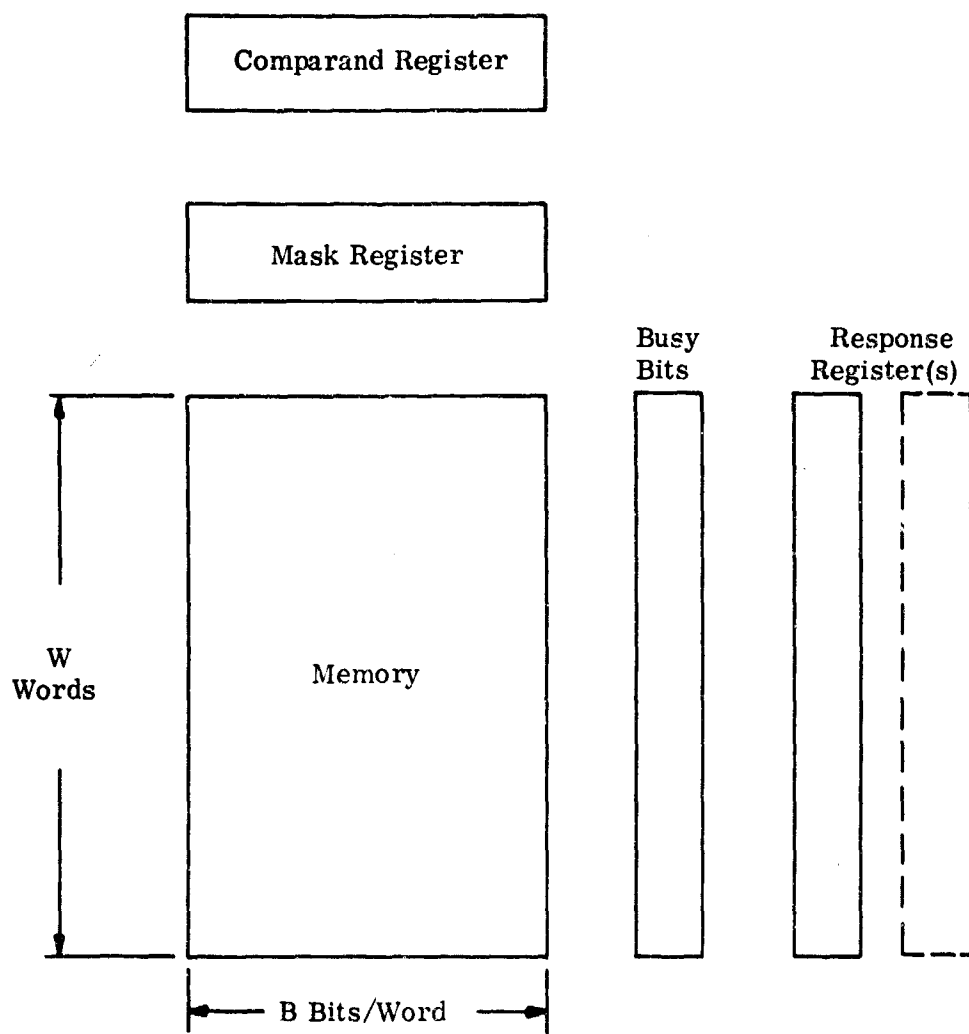 Comparand Register
Mask Register
Busy
Bits
Response
Register(s)
W
Words
Memory
B Bits/Word